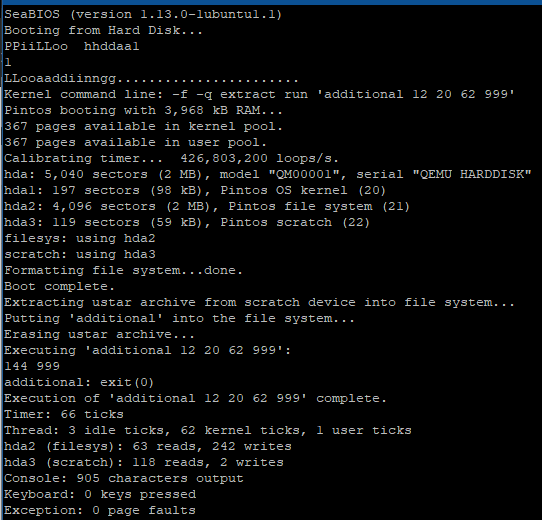 SeaBIOS (version 1.13.0-1ubuntu1.1)
Booting from Hard Disk...
PPiiLLoo  hhddaa1
1
LLooaaddiinngg.......................
Kernel command line: -f -q extract run 'additional 12 20 62 999'
Pintos booting with 3,968 kB RAM...
367 pages available in kernel pool.
367 pages available in user pool.
Calibrating timer...  426,803,200 loops/s.
hda: 5,040 sectors (2 MB), model "QM00001", serial "QEMU HARDDISK"
hda1: 197 sectors (98 kB), Pintos OS kernel (20)
hda2: 4,096 sectors (2 MB), Pintos file system (21)
hda3: 119 sectors (59 kB), Pintos scratch (22)
filesys: using hda2
scratch: using hda3
Formatting file system...done.
Boot complete.
Extracting ustar archive from scratch device into file system...
Putting 'additional' into the file system...
Erasing ustar archive...
Executing 'additional 12 20 62 999':
144 999
additional: exit(0)
Execution of 'additional 12 20 62 999' complete.
Timer: 66 ticks
Thread: 3 idle ticks, 62 kernel ticks, 1 user ticks
hda2 (filesys): 63 reads, 242 writes
hda3 (scratch): 118 reads, 2 writes
Console: 905 characters output
Keyboard: 0 keys pressed
Exception: 0 page faults